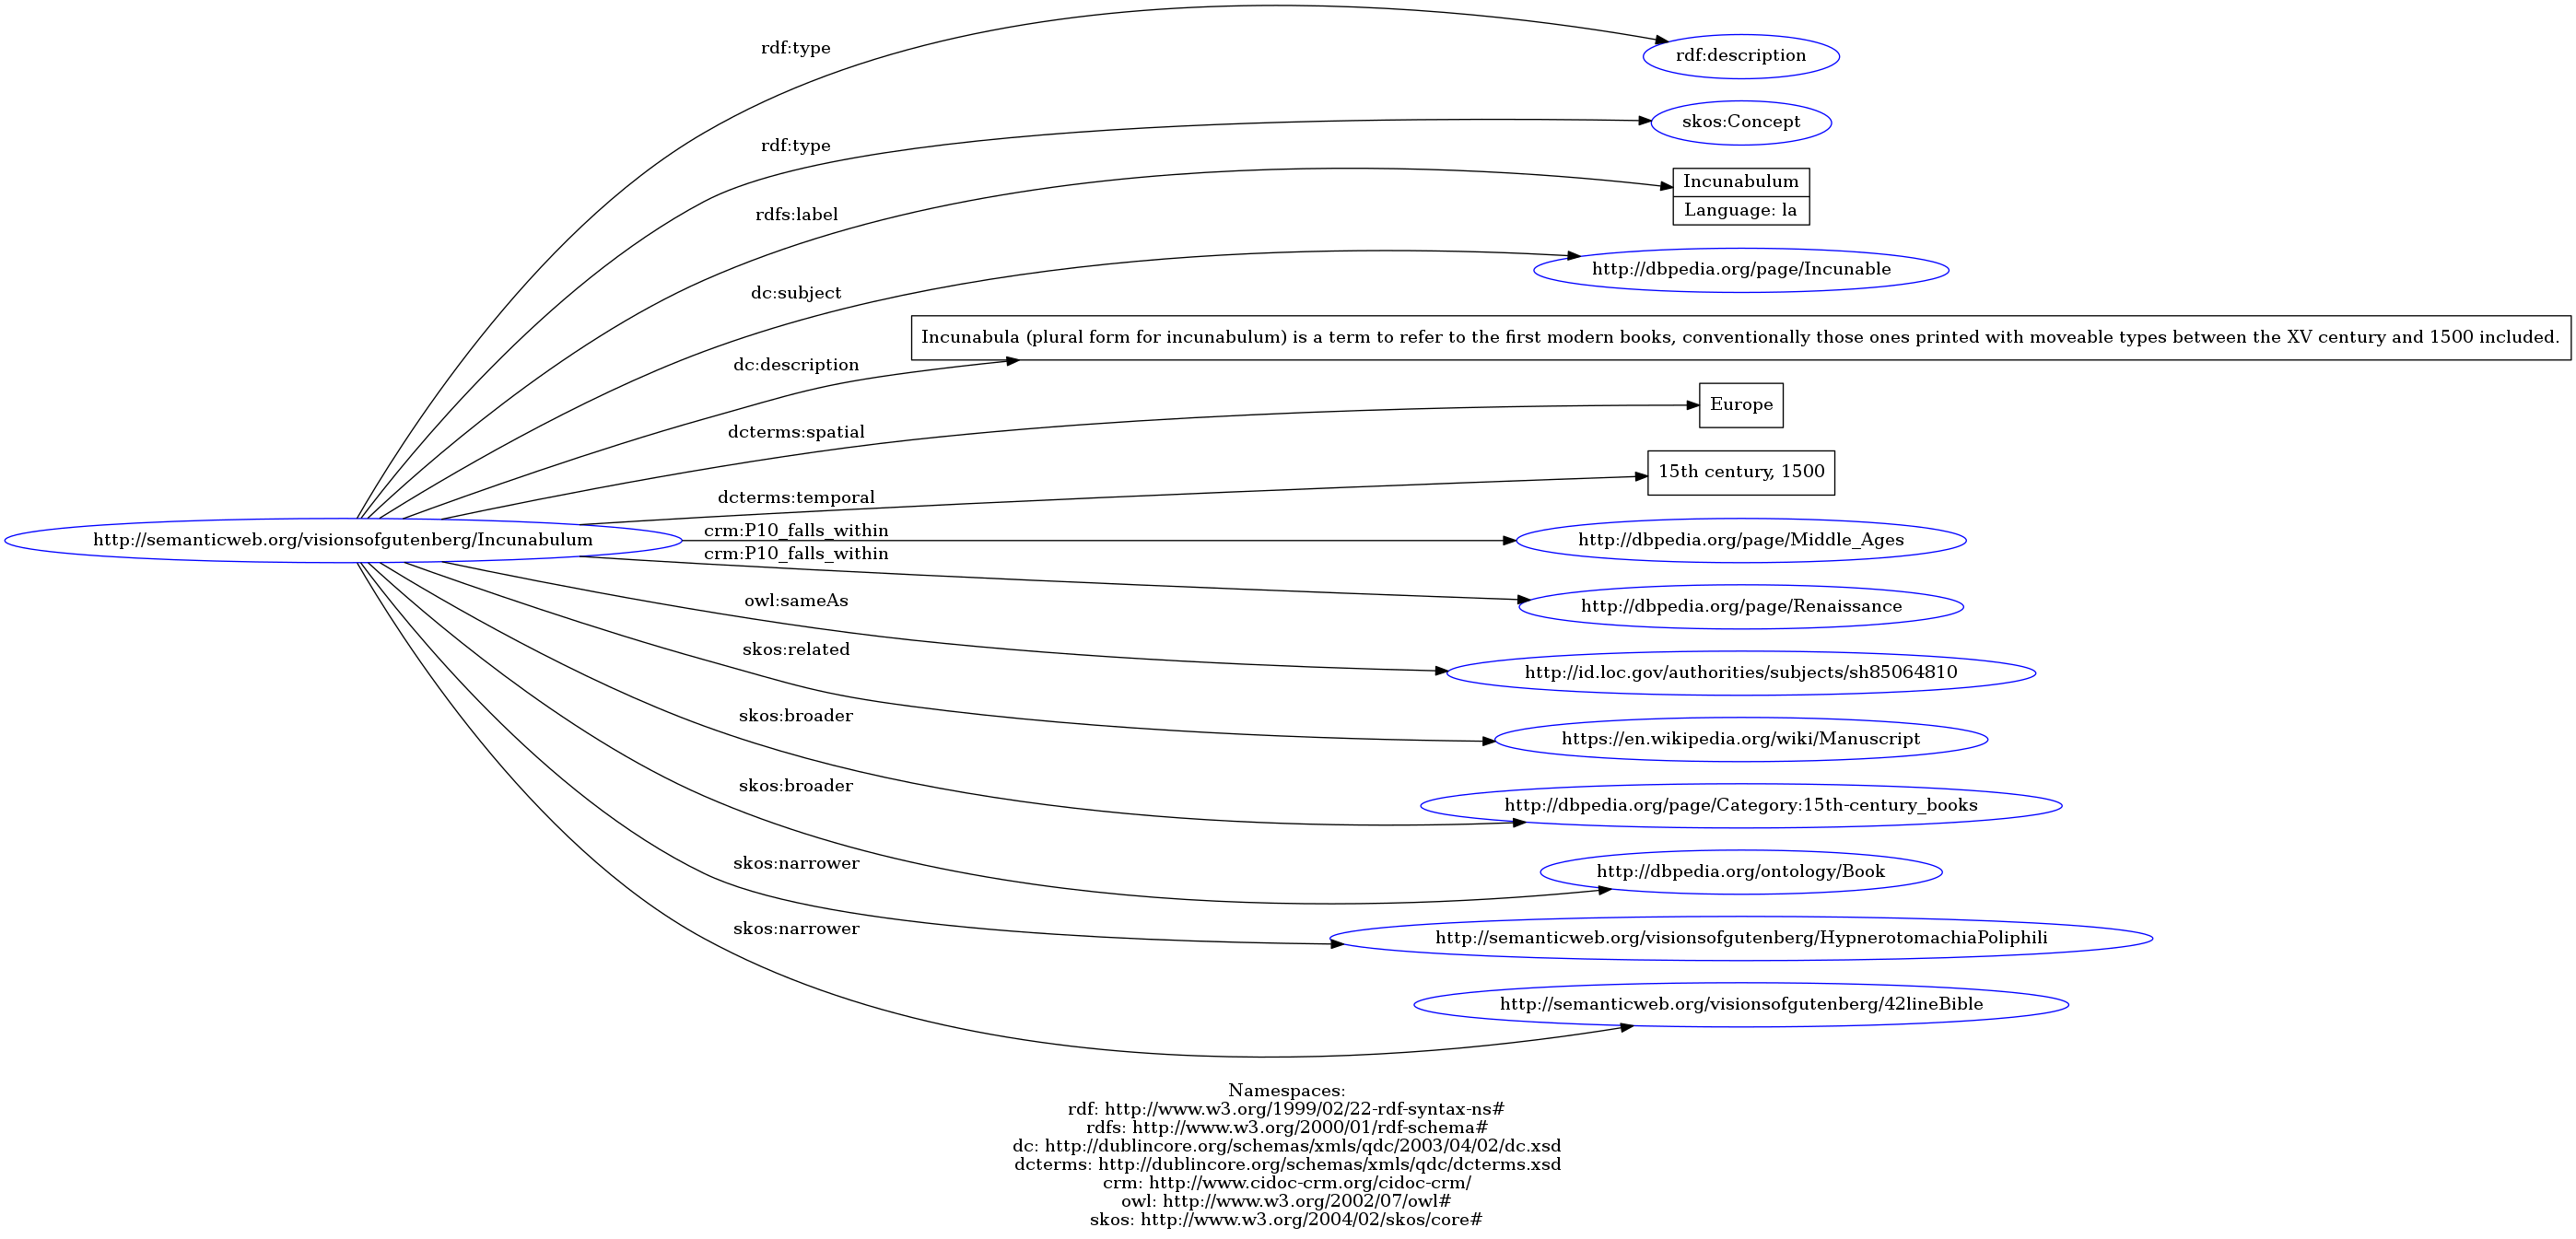 rdf:type
rdf:description
rdf:type
skos:Concept
rdfs:label
Incunabulum
Language: la
dc:subject
http://dbpedia.org/page/Incunable
dc:description
Incunabula (plural form for incunabulum) is a term to refer to the first modern books, conventionally those ones printed with moveable types between the XV century and 1500 included.
dcterms:spatial
Europe
dcterms:temporal
15th century, 1500
http://semanticweb.org/visionsofgutenberg/Incunabulum
crm:P10_falls_within
http://dbpedia.org/page/Middle_Ages
crm:P10_falls_within
http://dbpedia.org/page/Renaissance
owl:sameAs
http://id.loc.gov/authorities/subjects/sh85064810
skos:related
https://en.wikipedia.org/wiki/Manuscript
skos:broader
http://dbpedia.org/page/Category:15th-century_books
skos:broader
http://dbpedia.org/ontology/Book
skos:narrower
http://semanticweb.org/visionsofgutenberg/HypnerotomachiaPoliphili
skos:narrower
http://semanticweb.org/visionsofgutenberg/42lineBible
Namespaces:
rdf: http://www.w3.org/1999/02/22-rdf-syntax-ns#
rdfs: http://www.w3.org/2000/01/rdf-schema#
dc: http://dublincore.org/schemas/xmls/qdc/2003/04/02/dc.xsd
dcterms: http://dublincore.org/schemas/xmls/qdc/dcterms.xsd
crm: http://www.cidoc-crm.org/cidoc-crm/
owl: http://www.w3.org/2002/07/owl#
skos: http://www.w3.org/2004/02/skos/core#